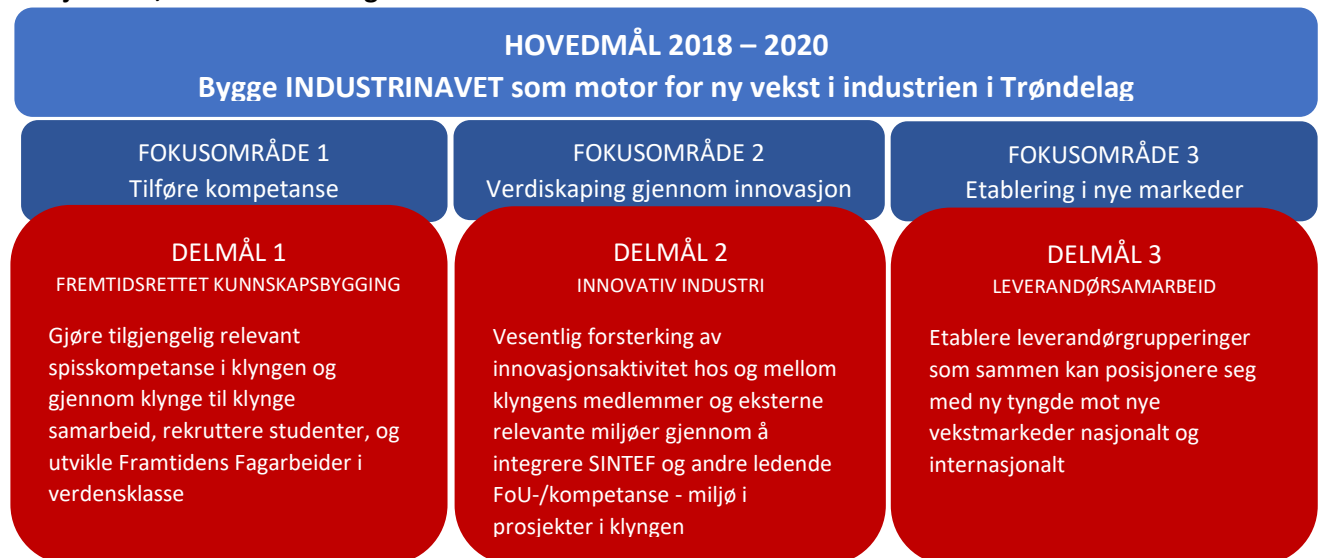 HOVEDMÅL 2018 – 2020
Bygge INDUSTRINAVET som motor for ny vekst i industrien i Trøndelag
FOKUSOMRÅDE 1
Tilføre kompetanse
FOKUSOMRÅDE 2
Verdiskaping gjennom innovasjon
FOKUSOMRÅDE 3
Etablering i nye markeder
DELMÅL 1
FREMTIDSRETTET KUNNSKAPSBYGGING
Gjøre tilgjengelig relevant
spisskompetanse i klyngen og
gjennom klynge til klynge
samarbeid, rekruttere studenter, og
utvikle Framtidens Fagarbeider i
verdensklasse
DELMÅL 2
INNOVATIV INDUSTRI
Vesentlig forsterking av
innovasjonsaktivitet hos og mellom
klyngens medlemmer og eksterne
relevante miljøer gjennom å
integrere SINTEF og andre ledende
FoU-/kompetanse - miljø i
prosjekter i klyngen
DELMÅL 3
LEVERANDØRSAMARBEID
Etablere leverandørgrupperinger
som sammen kan posisjonere seg
med ny tyngde mot nye
vekstmarkeder nasjonalt og
internasjonalt